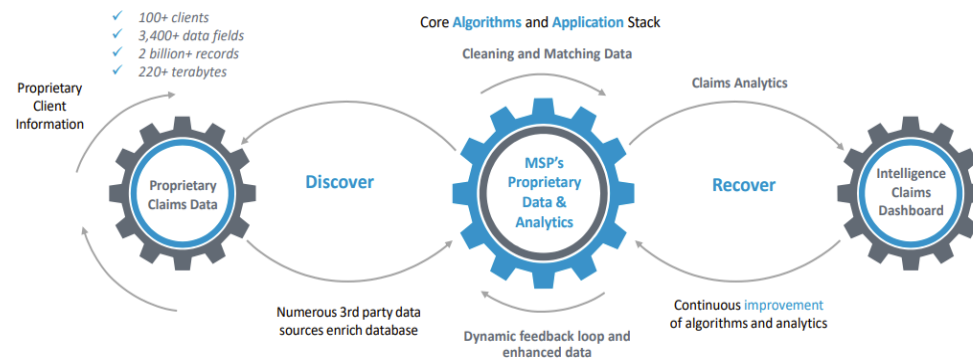 100+ clients
3,400+ data fields
2 billion+ records
220+ terabytes
Proprietary
Client
Information
Proprietary
Claims Data
Discover
Numerous 3rd party data
sources enrich database
Core Algorithms and Application Stack
Cleaning and Matching Data
MSP's
Proprietary
Data &
Analytics
Dynamic feedback loop and
enhanced data
Claims Analytics
Recover
Continuous improvement
of algorithms and analytics
Intelligence
Claims
Dashboard